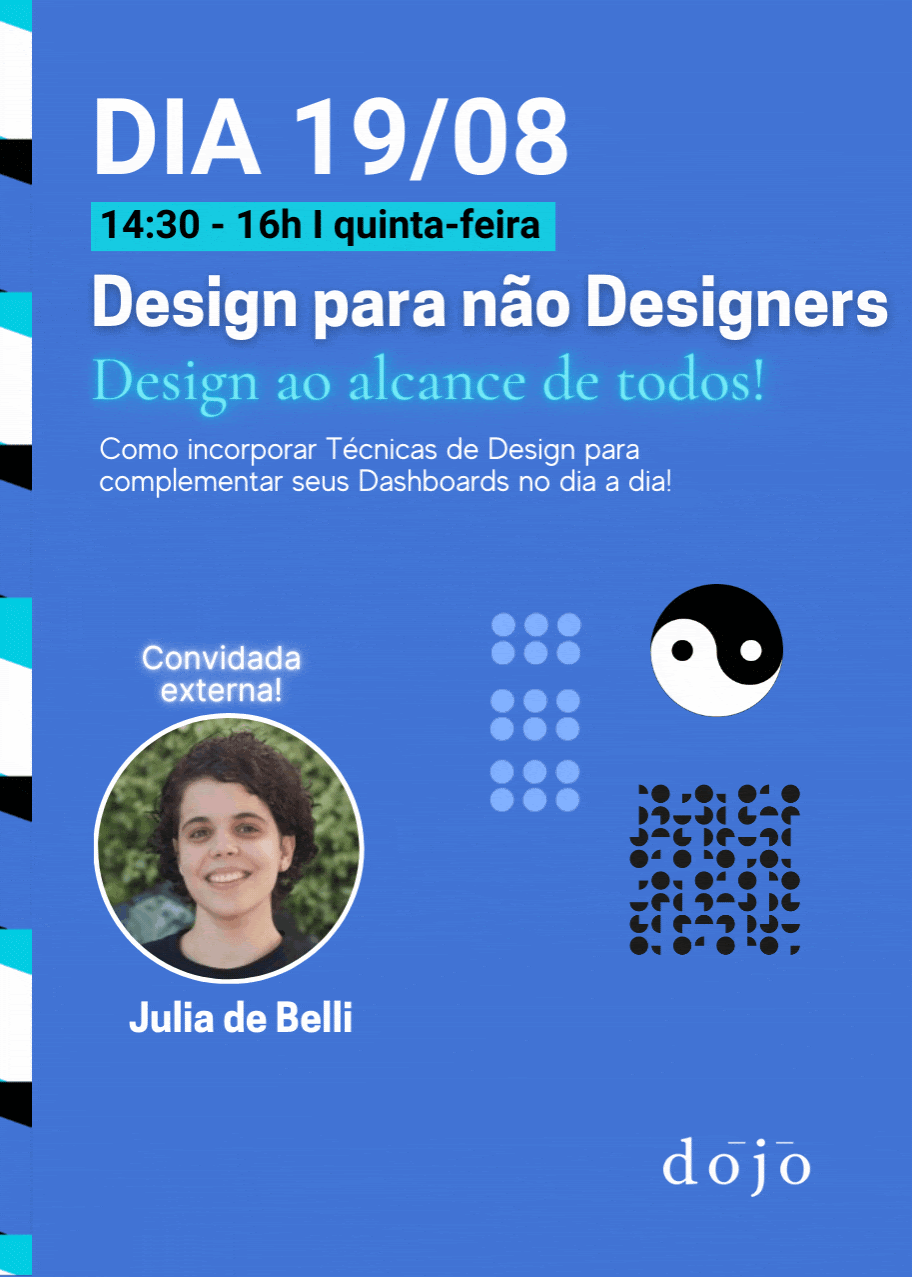 DIA 19/08
14:30 - 16h I quinta-feira
Design para não Designers
Design ao alcance de todos!
Como incorporar Técnicas de Design para
complementar seus Dashboards no dia a dia!
Convidada
externa!
Julia de Belli
dōjō